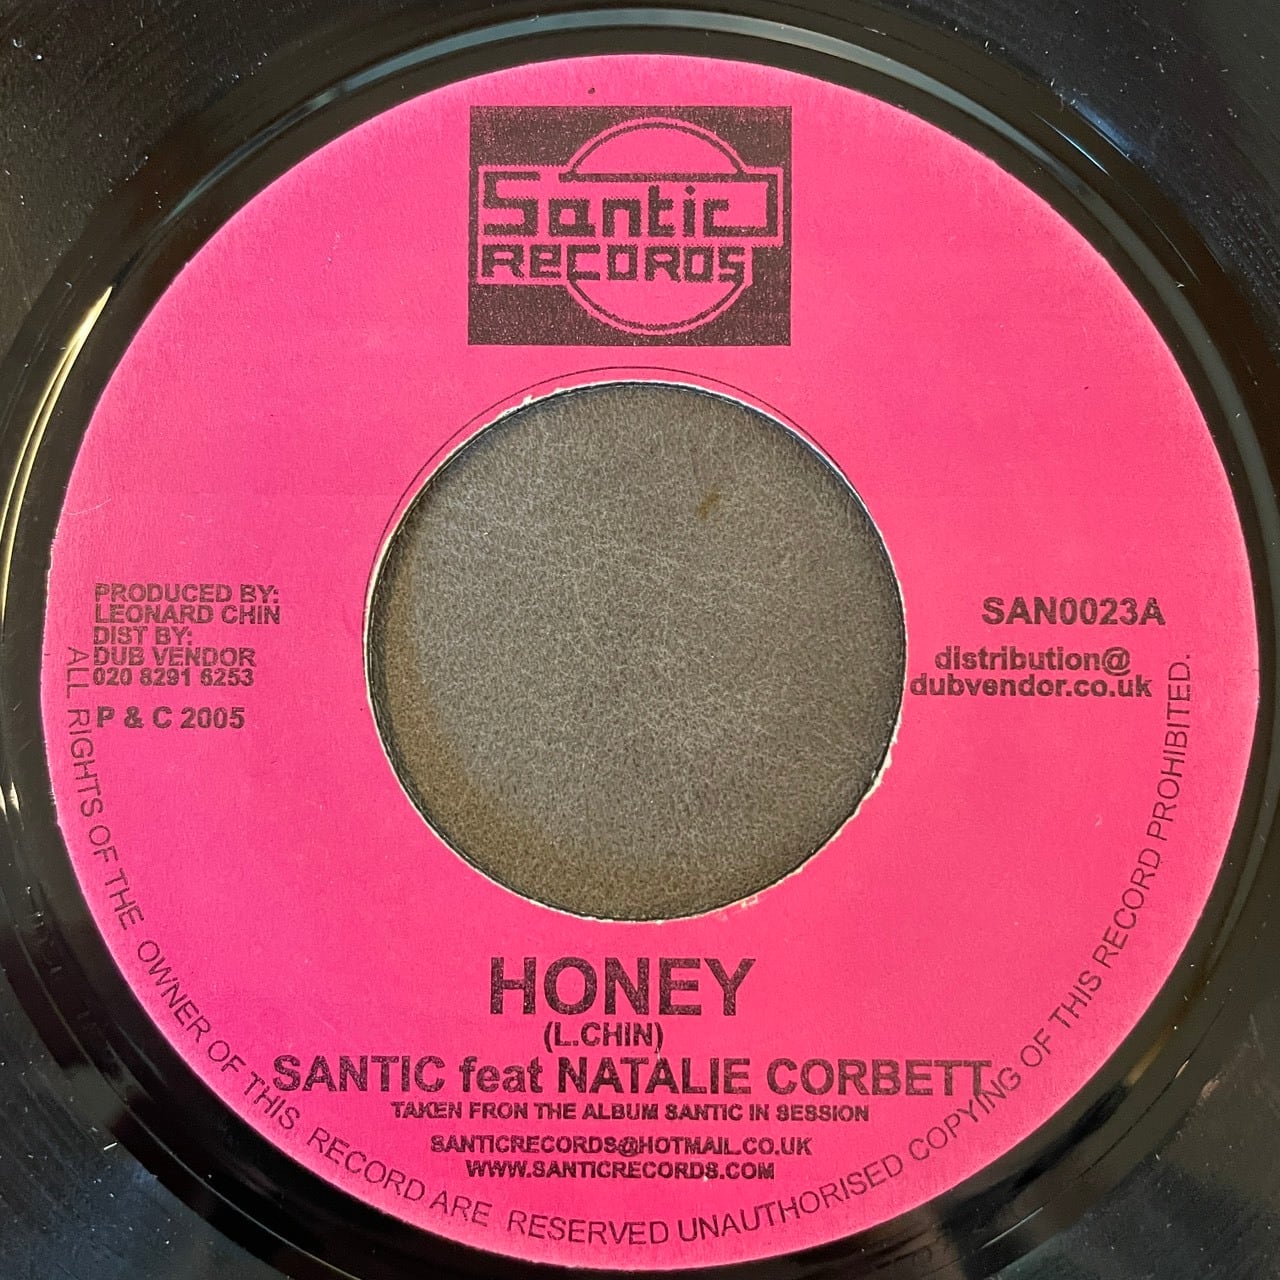 Santic
RECORDS
PRODUCED BY:
LEONARD CHIN
DIST BY:
DUB VENDOR
020 8291 6253
P & C 2005
SAN0023A
distribution@
dubvendor.co.uk
HONEY
(L.CHIN)
SANTIC feat NATALIE CORBETT
TAKEN FRON THE ALBUM SANTIC IN SESSION
SANTICRECORDS@HOTMAIL.CO.UK
WWW.SANTICRECORDS.COM
ALL RIGHTS OF THE OWNER OF THIS RECORD ARE RESERVED UNAUTHORISED COPYING OF THIS RECORD PROHIBITED.